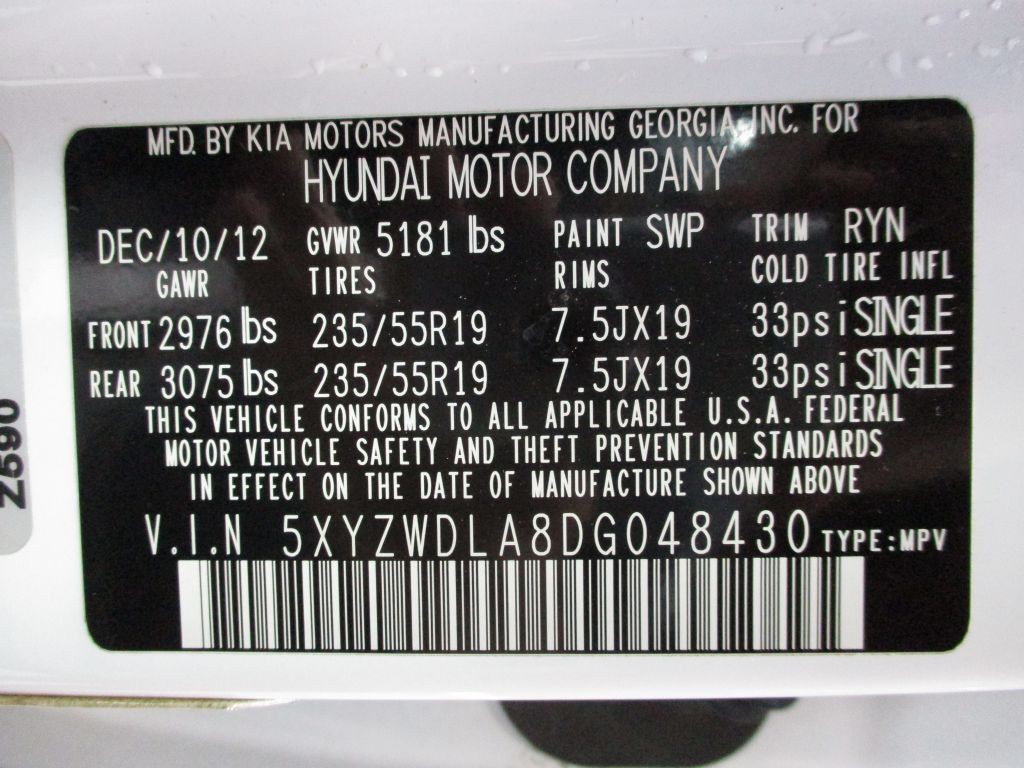 MFD. BY KIA MOTORS MANUFACTURING GEORGIA, INC. FOR
HYUNDAI MOTOR COMPANY
DEC/10/12 GVWR 5181 lbs PAINT SWP TRIM RYN
GAWR TIRES RIMS COLD TIRE INFL
FRONT 2976 lbs 235/55R19 7.5JX19 33psi SINGLE
REAR 3075 lbs 235/55R19 7.5JX19 33psi SINGLE
THIS VEHICLE CONFORMS TO ALL APPLICABLE U.S.A. FEDERAL
MOTOR VEHICLE SAFETY AND THEFT PREVENTION STANDARDS
IN EFFECT ON THE DATE OF MANUFACTURE SHOWN ABOVE
V.I.N 5XYZWDLA8DG048430 TYPE:MPV
Z590